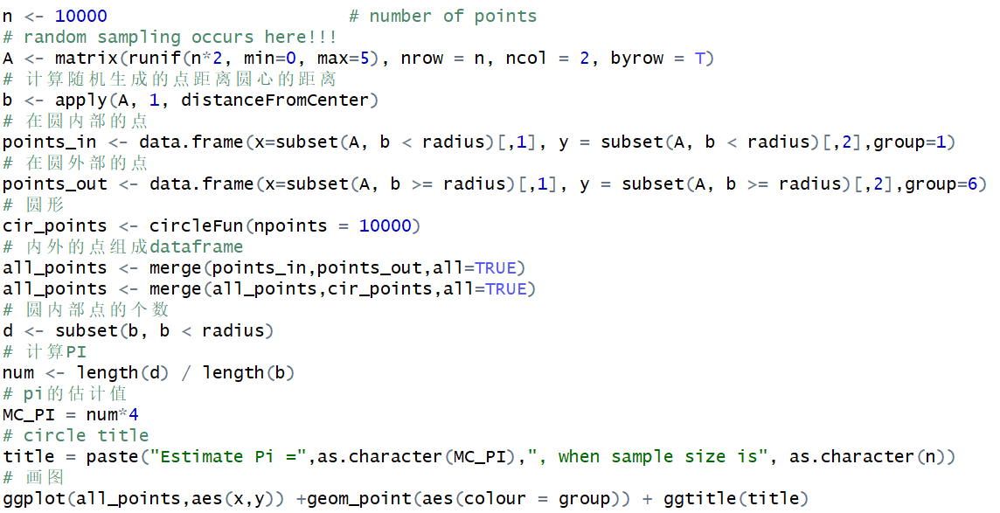 n <- 10000                       # number of points
# random sampling occurs here!!!
A <- matrix(runif(n*2, min=0, max=5), nrow = n, ncol = 2, byrow = T)
# 计算随机生成的点距离圆心的距离
b <- apply(A, 1, distanceFromCenter)
# 在圆内部的点
points_in <- data.frame(x=subset(A, b < radius)[,1], y = subset(A, b < radius)[,2],group=1)
# 在圆外部的点
points_out <- data.frame(x=subset(A, b >= radius)[,1], y = subset(A, b >= radius)[,2],group=6)
# 圆形
cir_points <- circleFun(npoints = 10000)
# 内外的点组成dataframe
all_points <- merge(points_in,points_out,all=TRUE)
all_points <- merge(all_points,cir_points,all=TRUE)
# 圆内部点的个数
d <- subset(b, b < radius)
# 计算PI
num <- length(d) / length(b)
# pi的估计值
MC_PI = num*4
# circle title
title = paste("Estimate Pi =",as.character(MC_PI),", when sample size is", as.character(n))
# 画图
ggplot(all_points,aes(x,y)) +geom_point(aes(colour = group)) + ggtitle(title)